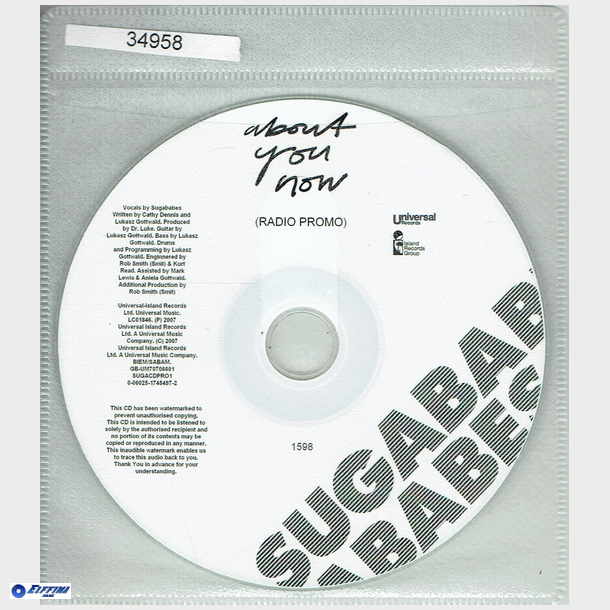 34958
about
you
now
(RADIO PROMO)
Universal
Records
Island
Records
Group
Vocals by Sugababes
Written by Cathy Dennis and
Lukasz Gottwald. Produced
by Dr. Luke. Guitar by
Lukasz Gottwald. Bass by Lukasz
Gottwald. Drums
and Programming by Lukasz
Gottwald. Enginnered by
Rob Smith (Smit) & Kurt
Read. Assisted by Mark
Lewis & Aniela Gottwald.
Additional Production by
Rob Smith (Smit)
Universal-Island Records
Ltd. Universal Music.
LC01846. (P) 2007
Universal Island Records
Ltd. A Universal Music
Company. (C) 2007
Universal Island Records
Ltd. A Universal Music Company.
BIEM/SABAM.
GB-UM70706601
SUGACDPRO1
0-06025-1745497-2
This CD has been watermarked to
prevent unauthorised copying.
This CD is intended to be listened to
solely by the authorised recipient and
no portion of its contents may be
copied or reproduced in any manner.
This inaudible watermark enables us
to trace this audio back to you.
Thank You in advance for your
understanding.
1598
SUGABAB
ABABES
EIFFINI
ONLINE